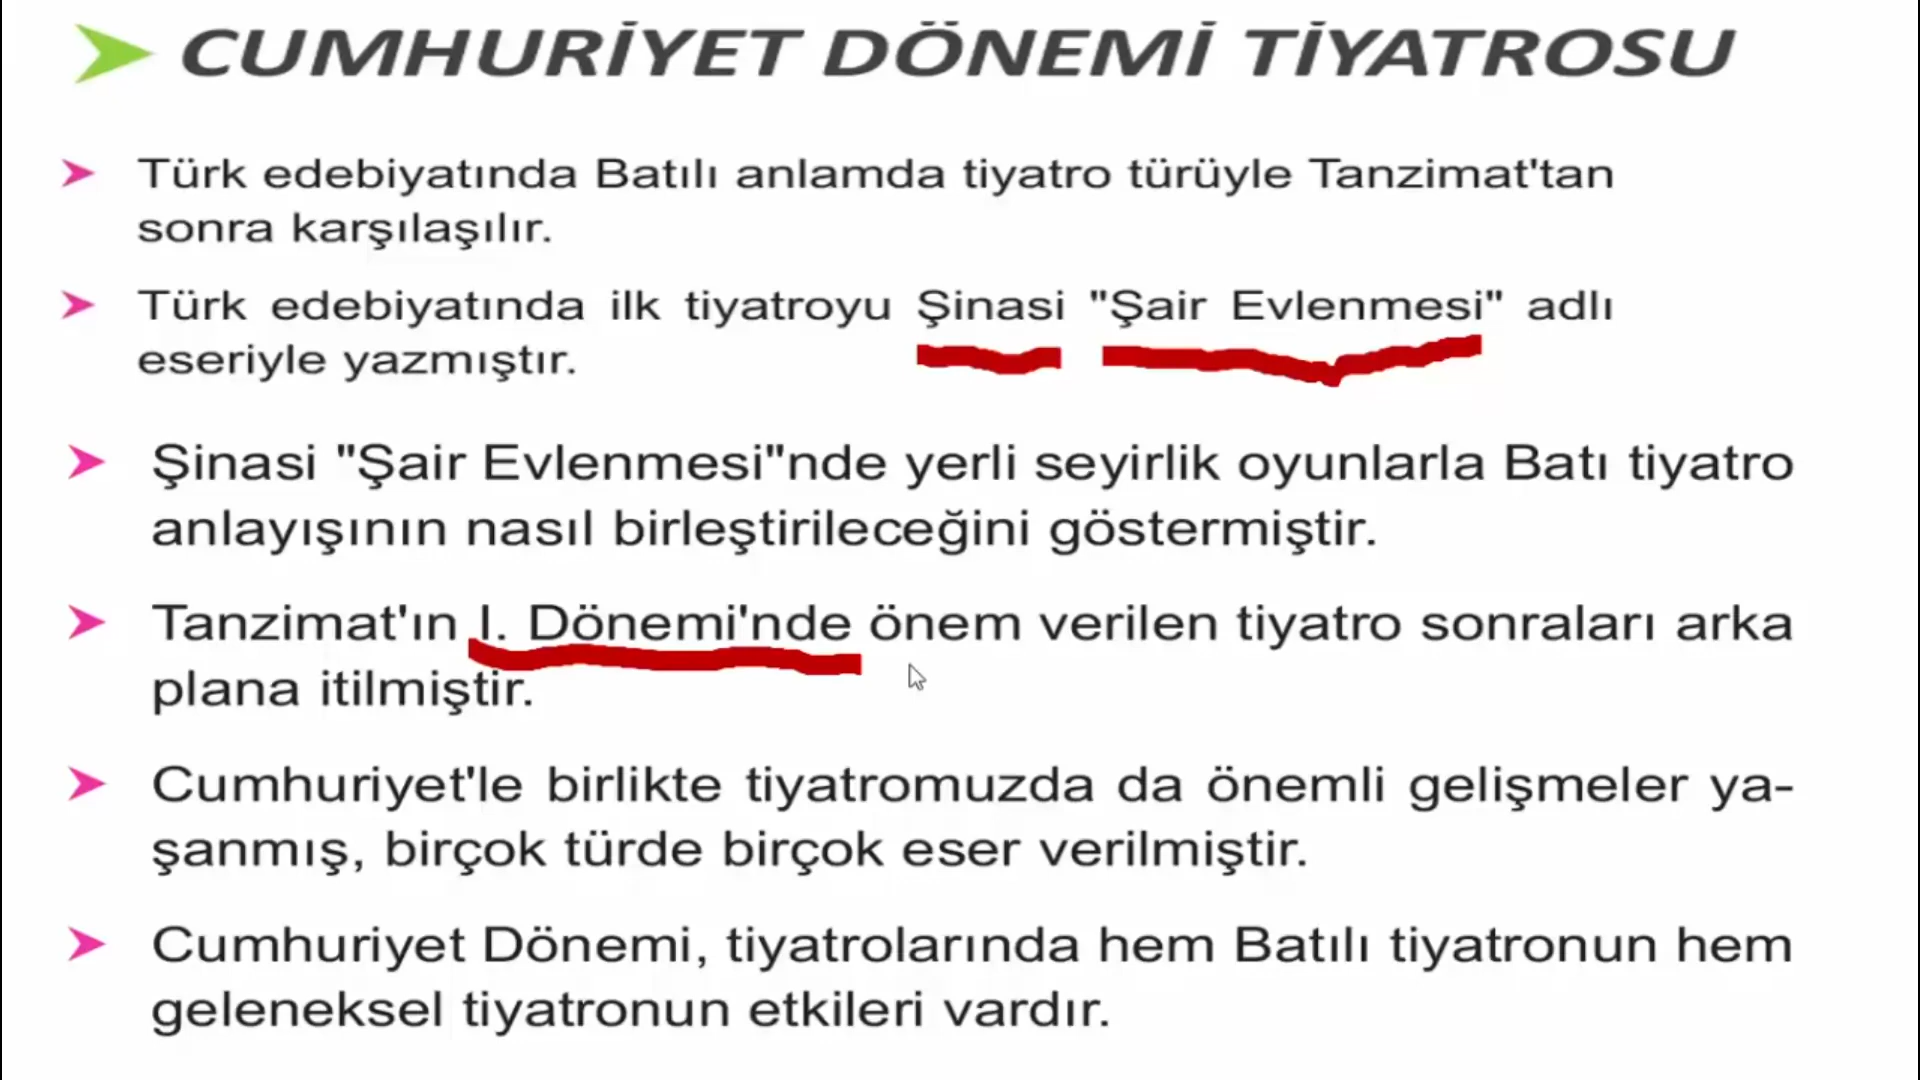 CUMHURİYET DÖNEMİ TİYATROSU
Türk edebiyatında Batılı anlamda tiyatro türüyle Tanzimat'tan
sonra karşılaşılır.
Türk edebiyatında ilk tiyatroyu Şinasi "Şair Evlenmesi" adlı
eseriyle yazmıştır.
Şinasi "Şair Evlenmesi"nde yerli seyirlik oyunlarla Batı tiyatro
anlayışının nasıl birleştirileceğini göstermiştir.
Tanzimat'ın I. Dönemi'nde önem verilen tiyatro sonraları arka
plana itilmiştir.
Cumhuriyet'le birlikte tiyatromuzda da önemli gelişmeler ya-
şanmış, birçok türde birçok eser verilmiştir.
Cumhuriyet Dönemi, tiyatrolarında hem Batılı tiyatronun hem
geleneksel tiyatronun etkileri vardır.